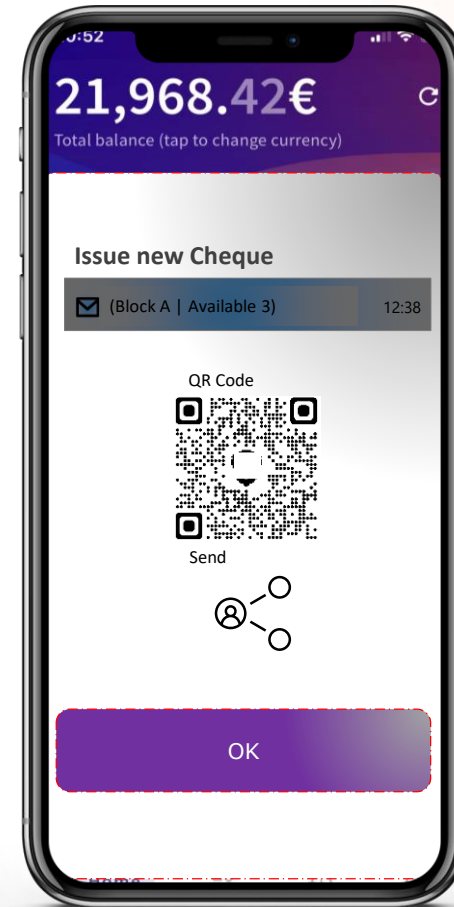 21,968.42€
Total balance (tap to change currency)
Issue new Cheque
(Block A | Available 3) 12:38
QR Code
Send
OK